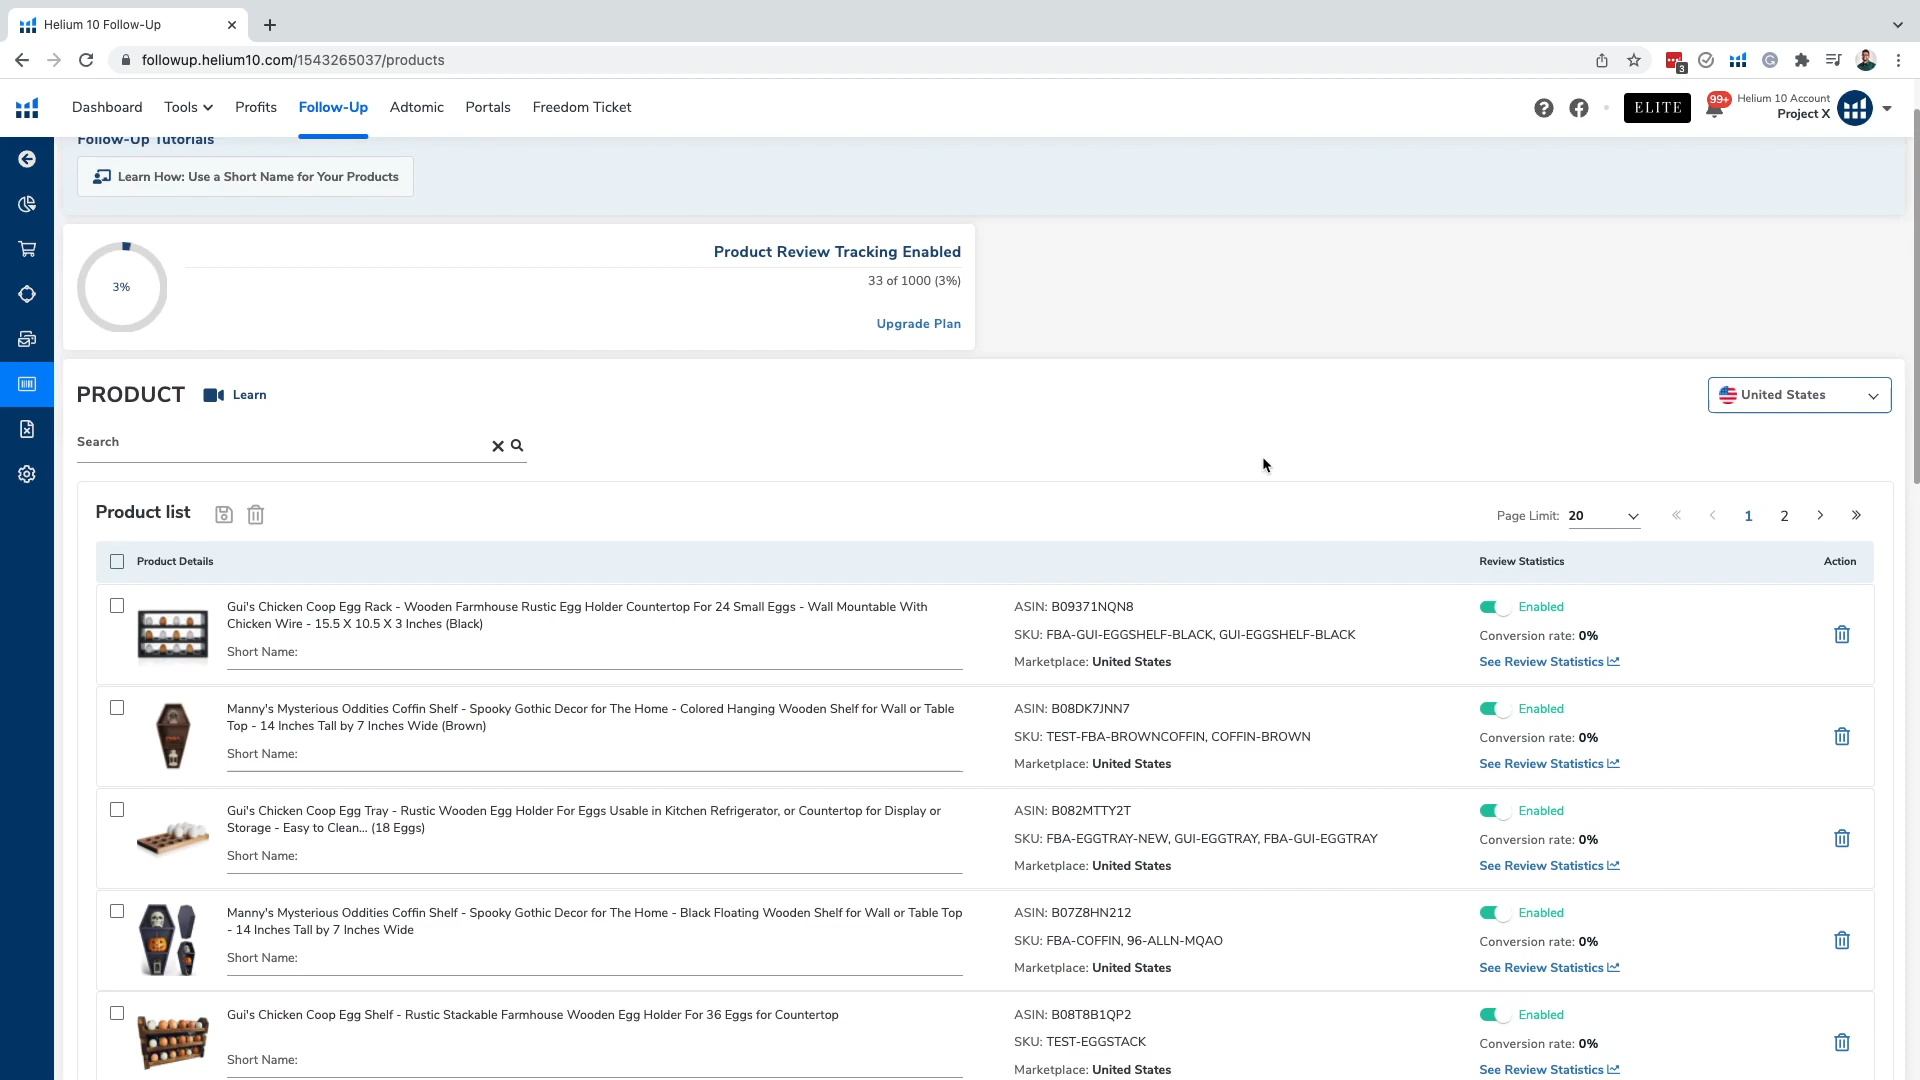 Helium 10 Follow-Up
followup.helium10.com/1543265037/products
3
Dashboard Tools Profits Follow-Up Adtomic Portals Freedom Ticket
ELITE
99+
Helium 10 Account
Project X
Follow-Up Tutorials
Learn How: Use a Short Name for Your Products
3%
Product Review Tracking Enabled
33 of 1000 (3%)
Upgrade Plan
PRODUCT Learn
United States
Search
Product list
Page Limit: 20
1 2
Product Details Review Statistics Action
Gui's Chicken Coop Egg Rack - Wooden Farmhouse Rustic Egg Holder Countertop For 24 Small Eggs - Wall Mountable With
Chicken Wire - 15.5 X 10.5 X 3 Inches (Black)
Short Name:
ASIN: B09371NQN8
SKU: FBA-GUI-EGGSHELF-BLACK, GUI-EGGSHELF-BLACK
Marketplace: United States
Enabled
Conversion rate: 0%
See Review Statistics
Manny's Mysterious Oddities Coffin Shelf - Spooky Gothic Decor for The Home - Colored Hanging Wooden Shelf for Wall or Table
Top - 14 Inches Tall by 7 Inches Wide (Brown)
Short Name:
ASIN: B08DK7JNN7
SKU: TEST-FBA-BROWNCOFFIN, COFFIN-BROWN
Marketplace: United States
Enabled
Conversion rate: 0%
See Review Statistics
Gui's Chicken Coop Egg Tray - Rustic Wooden Egg Holder For Eggs Usable in Kitchen Refrigerator, or Countertop for Display or
Storage - Easy to Clean... (18 Eggs)
Short Name:
ASIN: B082MTTY2T
SKU: FBA-EGGTRAY-NEW, GUI-EGGTRAY, FBA-GUI-EGGTRAY
Marketplace: United States
Enabled
Conversion rate: 0%
See Review Statistics
Manny's Mysterious Oddities Coffin Shelf - Spooky Gothic Decor for The Home - Black Floating Wooden Shelf for Wall or Table Top
- 14 Inches Tall by 7 Inches Wide
Short Name:
ASIN: B07Z8HN212
SKU: FBA-COFFIN, 96-ALLN-MQAO
Marketplace: United States
Enabled
Conversion rate: 0%
See Review Statistics
Gui's Chicken Coop Egg Shelf - Rustic Stackable Farmhouse Wooden Egg Holder For 36 Eggs for Countertop
Short Name:
ASIN: B08T8B1QP2
SKU: TEST-EGGSTACK
Marketplace: United States
Enabled
Conversion rate: 0%
See Review Statistics